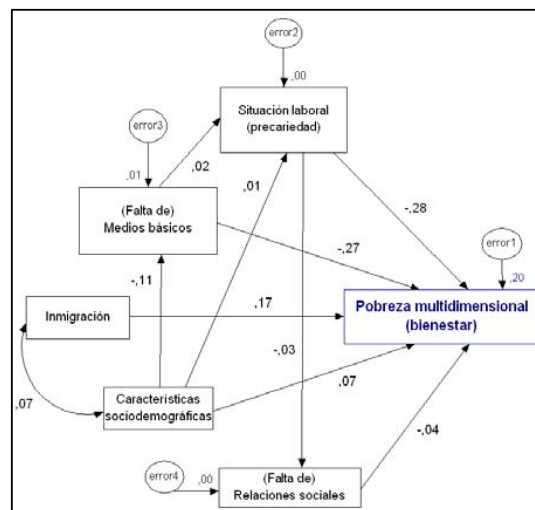 error2
,00
Situación laboral
(precariedad)
error3
,01
,02
,01
(Falta de)
Medios básicos
-,28
-,27
error1
-,11
,20
Inmigración
,17
Pobreza multidimensional
(bienestar)
-,03
,07
Características
sociodemográficas
,07
-,04
error4
,00
(Falta de)
Relaciones sociales